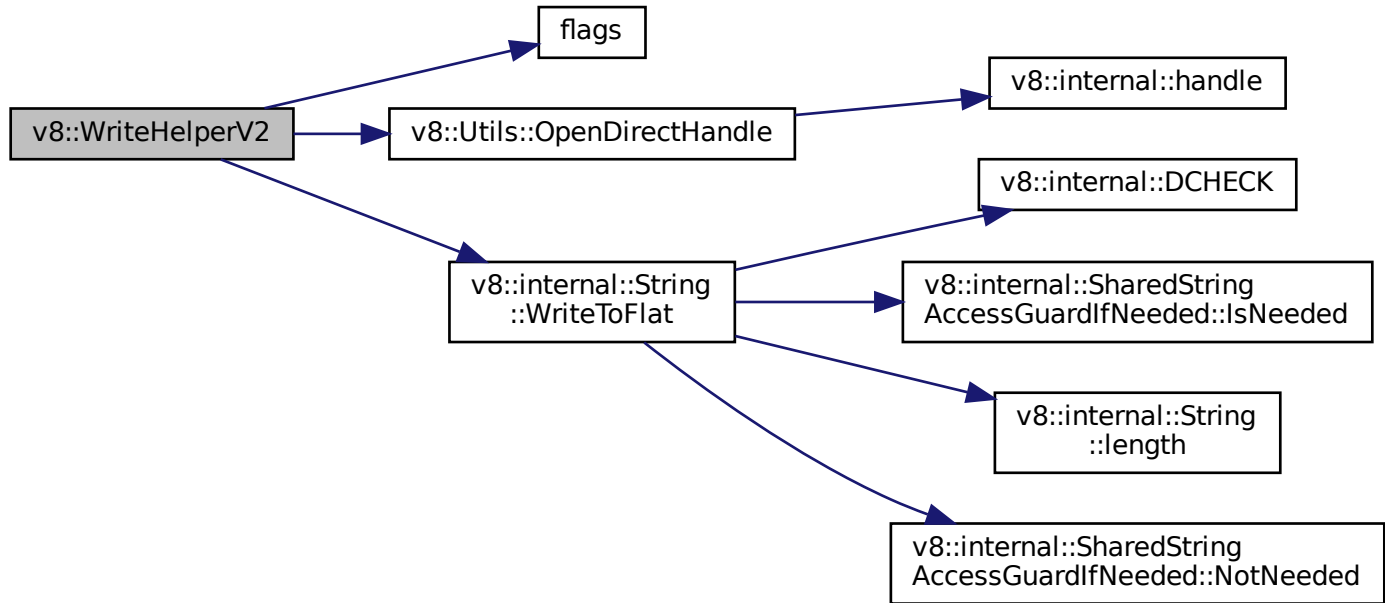 flags
v8::internal::handle
v8::WriteHelperV2
v8::Utils::OpenDirectHandle
v8::internal::DCHECK
v8::internal::String
::WriteToFlat
v8::internal::SharedString
AccessGuardIfNeeded::IsNeeded
v8::internal::String
::length
v8::internal::SharedString
AccessGuardIfNeeded::NotNeeded